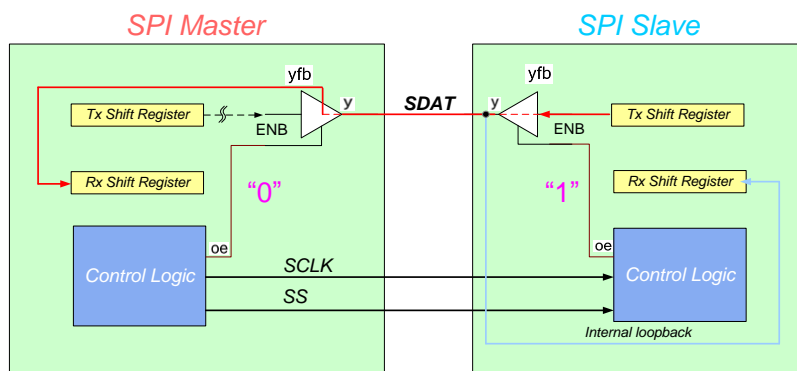 SPI Master
SPI Slave
yfb
yfb
y
SDAT
y
Tx Shift Register
ENB
ENB
Tx Shift Register
Rx Shift Register
“0”
“1”
Rx Shift Register
oe
oe
Control Logic
SCLK
Control Logic
SS
Internal loopback